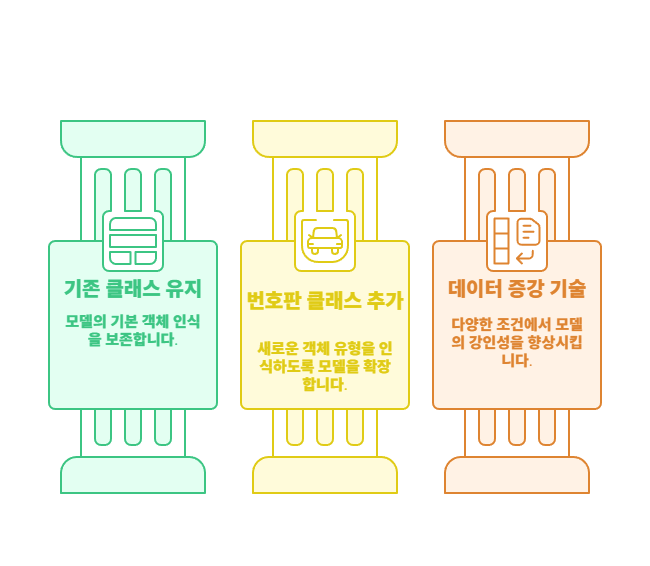 기존 클래스 유지
모델의 기본 객체 인식
을 보존합니다.
번호판 클래스 추가
새로운 객체 유형을 인
식하도록 모델을 확장
합니다.
데이터 증강 기술
다양한 조건에서 모델
의 강인성을 향상시킵
니다.